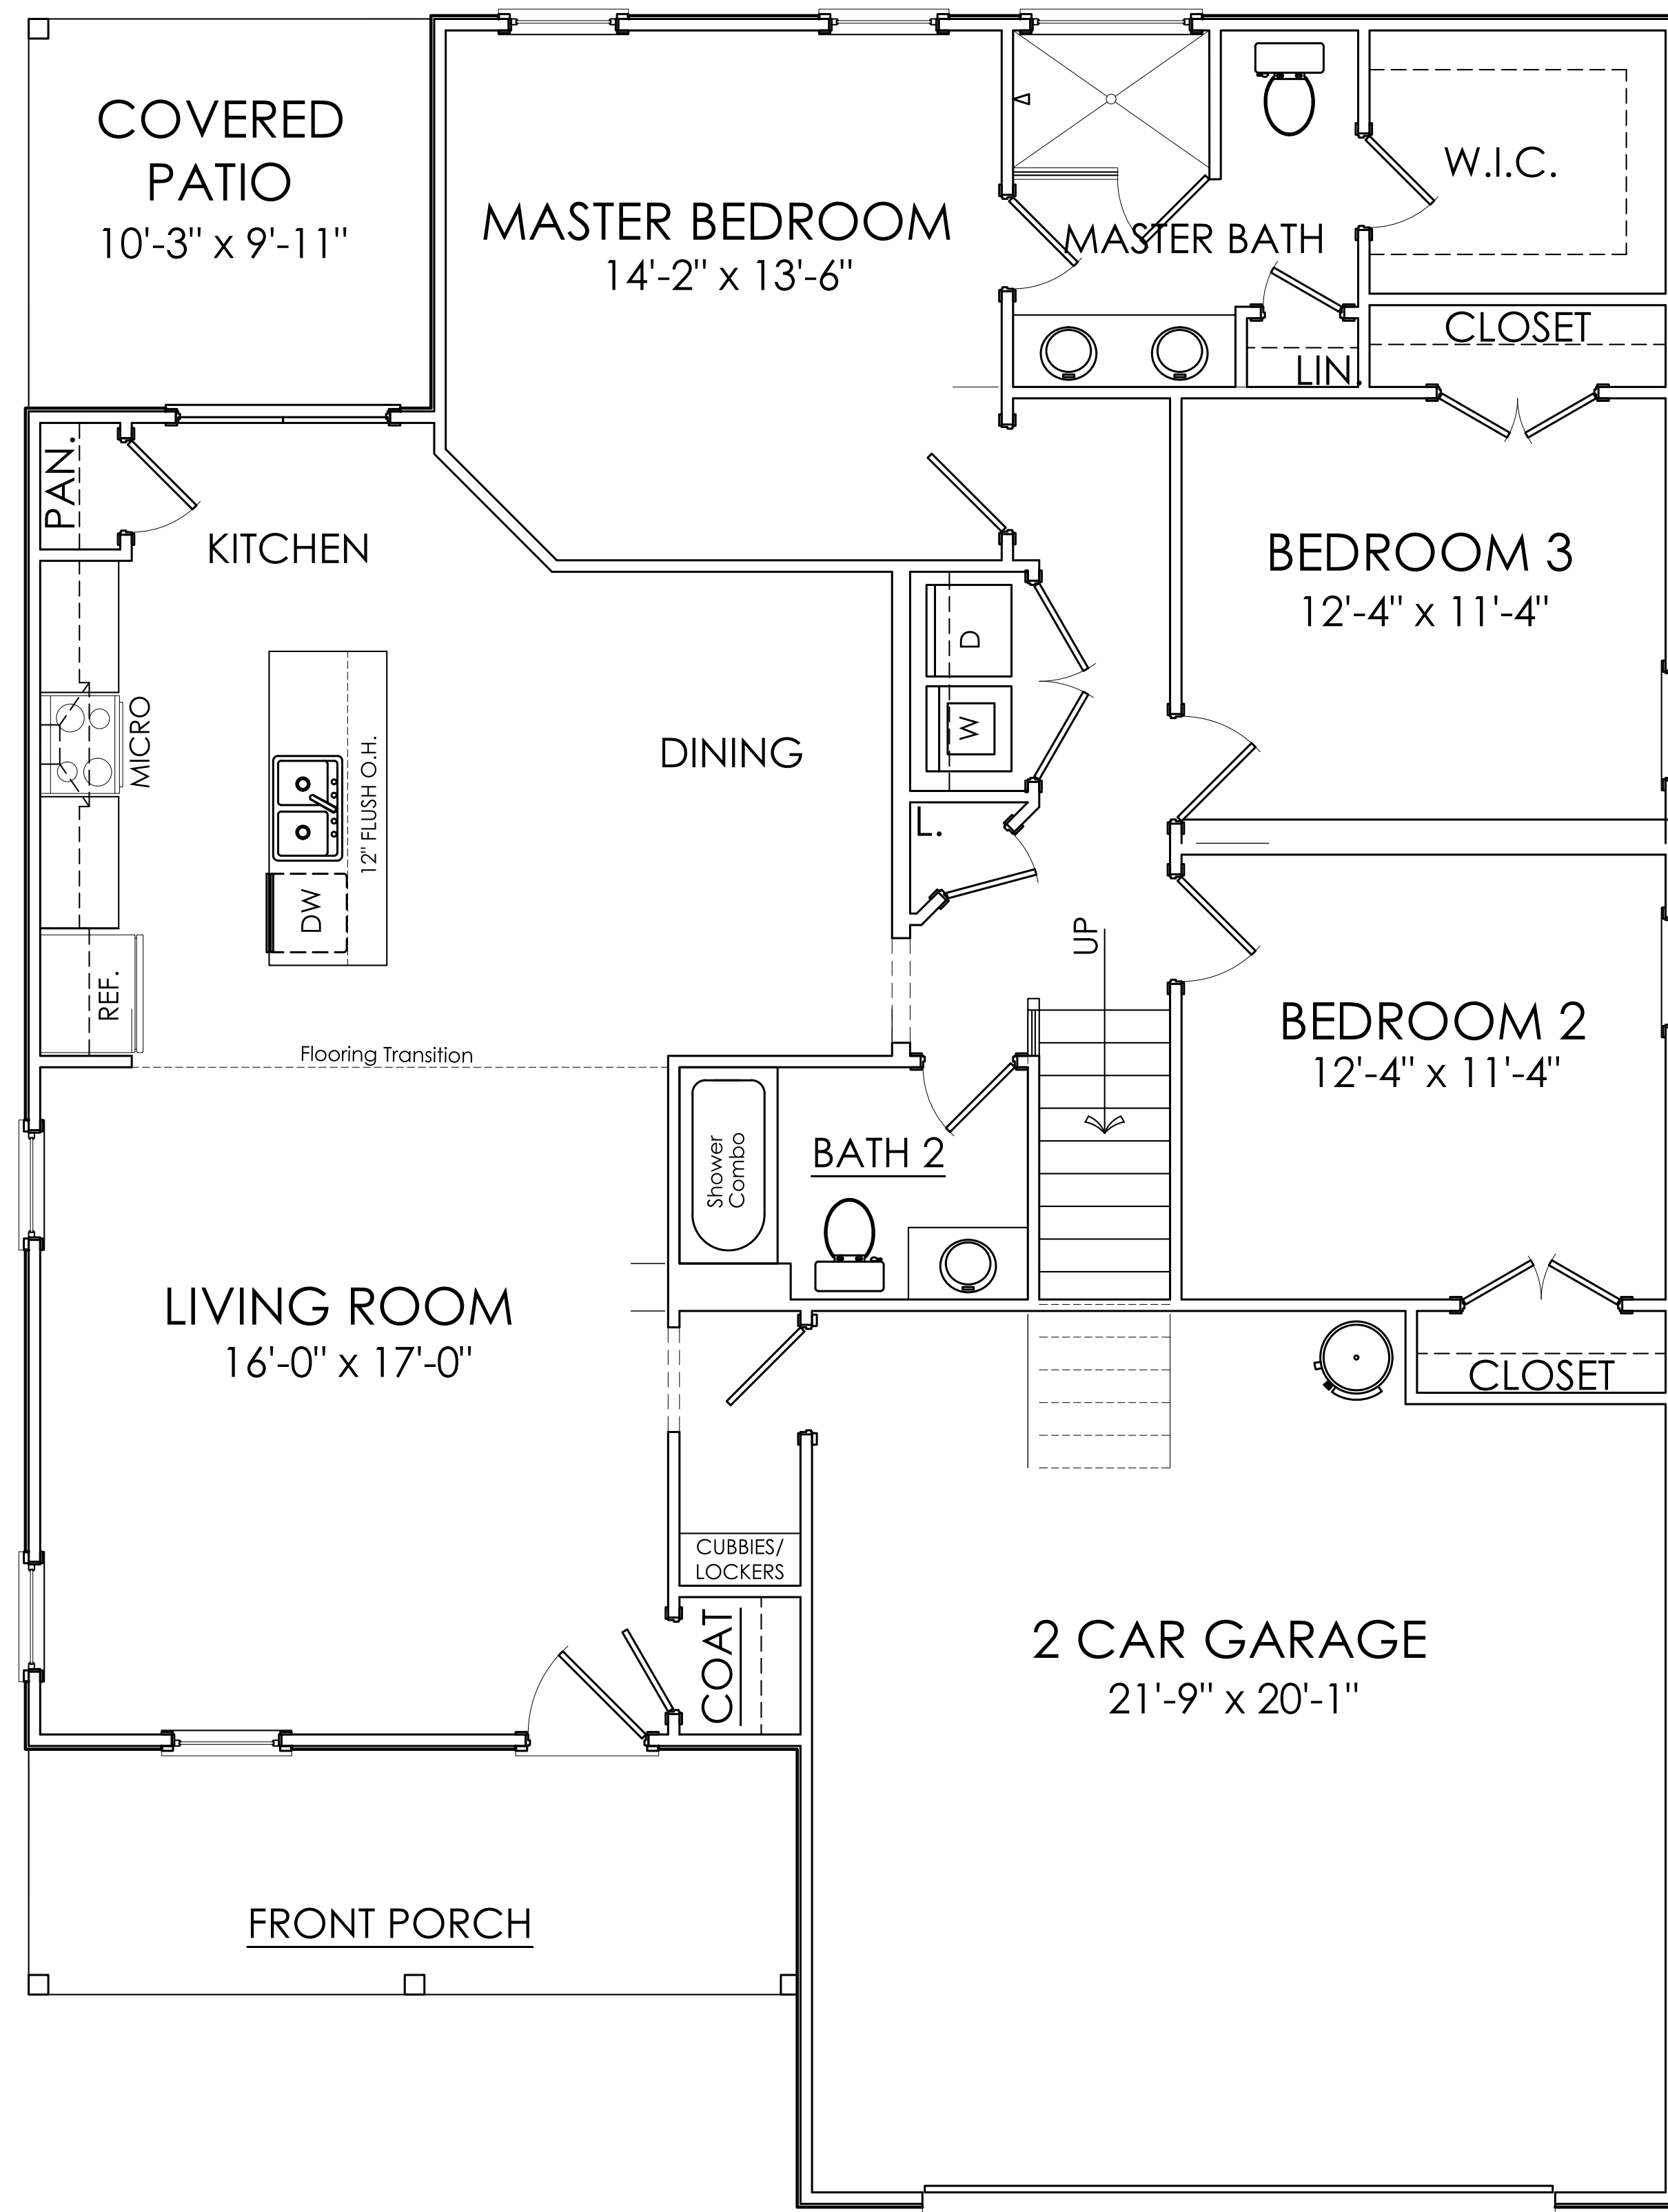 COVERED
PATIO
10'-3" x 9'-11"
MASTER BEDROOM
14'-2" x 13'-6"
MASTER BATH
W.I.C.
CLOSET
LIN.
PAN.
KITCHEN
MICRO
12" FLUSH O.H.
DW
REF.
DINING
D
W
L.
BEDROOM 3
12'-4" x 11'-4"
UP
BEDROOM 2
12'-4" x 11'-4"
Flooring Transition
Shower
Combo
BATH 2
LIVING ROOM
16'-0" x 17'-0"
CLOSET
CUBBIES/
LOCKERS
COAT
2 CAR GARAGE
21'-9" x 20'-1"
FRONT PORCH